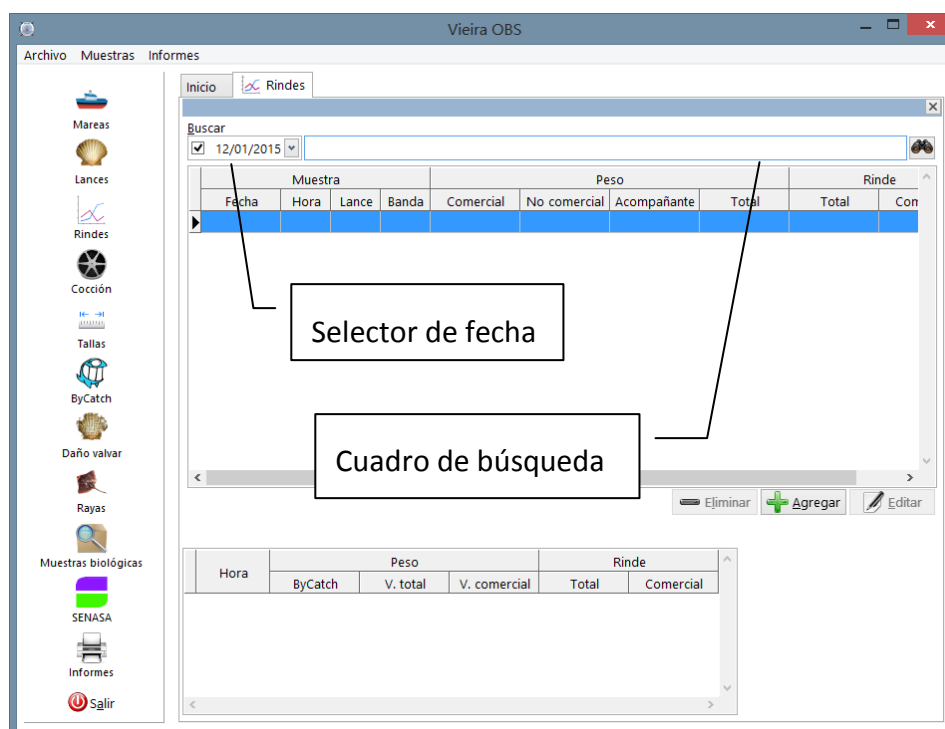 Vieira OBS
Archivo Muestras Informes
Mareas
Lances
Rindes
Cocción
Tallas
ByCatch
Daño valvar
Rayas
Muestras biológicas
SENASA
Informes
Salir
Inicio Rindes
Buscar
12/01/2015
Muestra Peso Rinde
Fecha Hora Lance Banda Comercial No comercial Acompañante Total Total Com
Selector de fecha
Cuadro de búsqueda
Eliminar Agregar Editar
Hora Peso Rinde
ByCatch V. total V. comercial Total Comercial